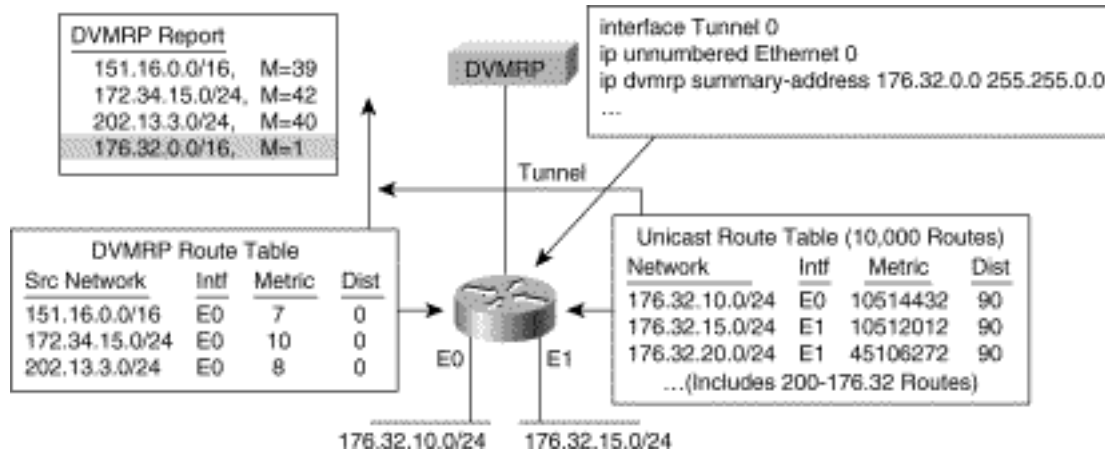 DVMRP Report
151.16.0.0/16, M=39
172.34.15.0/24, M=42
202.13.3.0/24, M=40
176.32.0.0/16, M=1
DVMRP
interface Tunnel 0
ip unnumbered Ethernet 0
ip dvmrp summary-address 176.32.0.0 255.255.0.0
...
Tunnel
DVMRP Route Table
Src Network Intf Metric Dist
151.16.0.0/16 E0 7 0
172.34.15.0/24 E0 10 0
202.13.3.0/24 E0 8 0
Unicast Route Table (10,000 Routes)
Network Intf Metric Dist
176.32.10.0/24 E0 10514432 90
176.32.15.0/24 E1 10512012 90
176.32.20.0/24 E1 45106272 90
...(Includes 200-176.32 Routes)
E0 E1
176.32.10.0/24 176.32.15.0/24